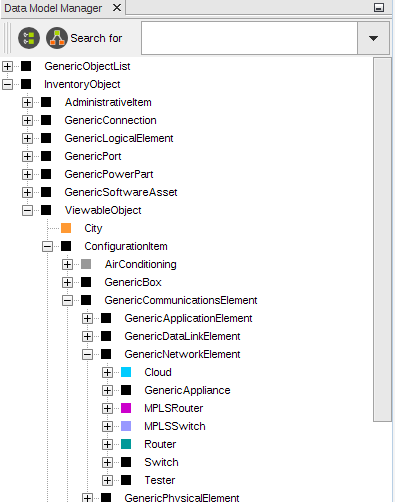 Data Model Manager
Search for
GenericObjectList
InventoryObject
AdministrativeItem
GenericConnection
GenericLogicalElement
GenericPort
GenericPowerPart
GenericSoftwareAsset
ViewableObject
City
ConfigurationItem
AirConditioning
GenericBox
GenericCommunicationsElement
GenericApplicationElement
GenericDataLinkElement
GenericNetworkElement
Cloud
GenericAppliance
MPLSRouter
MPLSSwitch
Router
Switch
Tester
GenericPhysicalElement